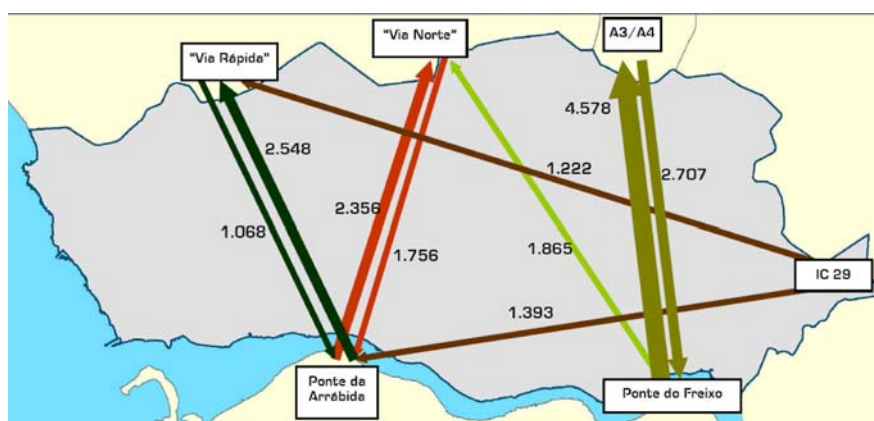 "Via Rápida"
"Via Norte"
A3/A4
4.578
2.548
1.222
2.707
2.356
1.068
1.756
1.865
IC 29
1.393
Ponte da
Arrábida
Ponte do Freixo